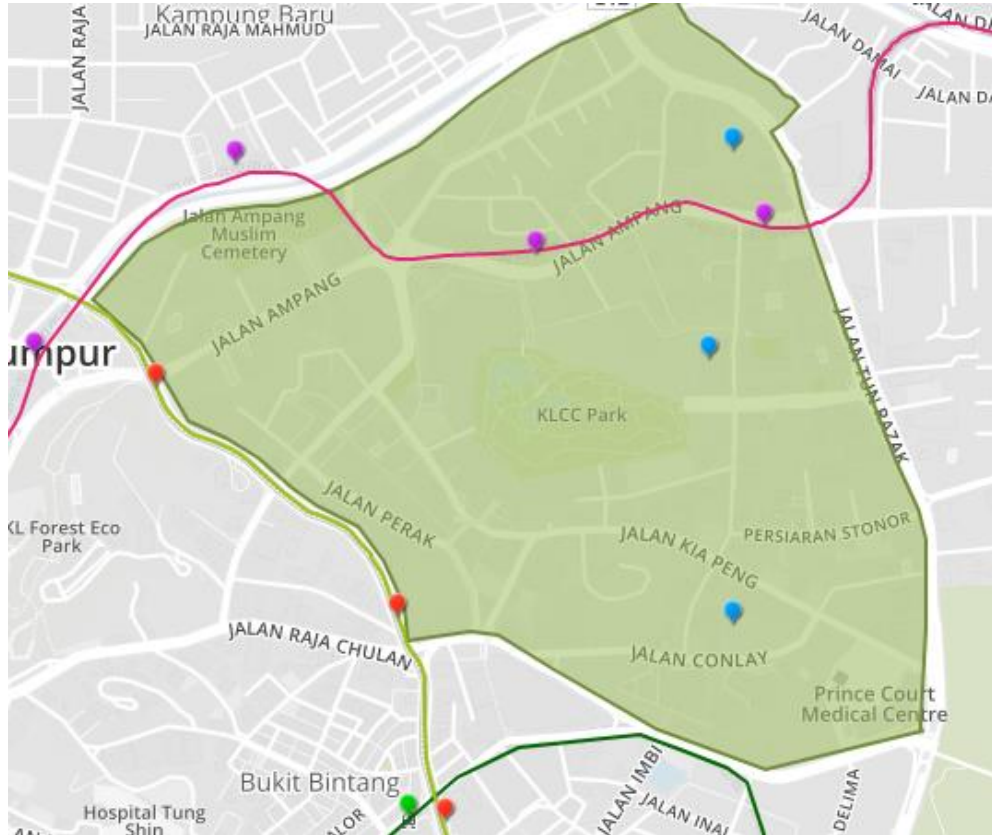 Kampung Baru
JALAN RAJA MAHMUD
JALAN RAJA
JALAN DAMAI
Jalan Ampang
Muslim
Cemetery
JALAN AMPANG
JALAN AMPANG
umpur
JALAN TUN RAZAK
KLCC Park
KL Forest Eco
Park
JALAN PERAK
JALAN KIA PENG
PERSIARAN STONOR
JALAN RAJA CHULAN
JALAN CONLAY
Prince Court
Medical Centre
Bukit Bintang
JALAN IMBI
JALAN INAI
DELIMA
Hospital Tung
Shin
ALOR